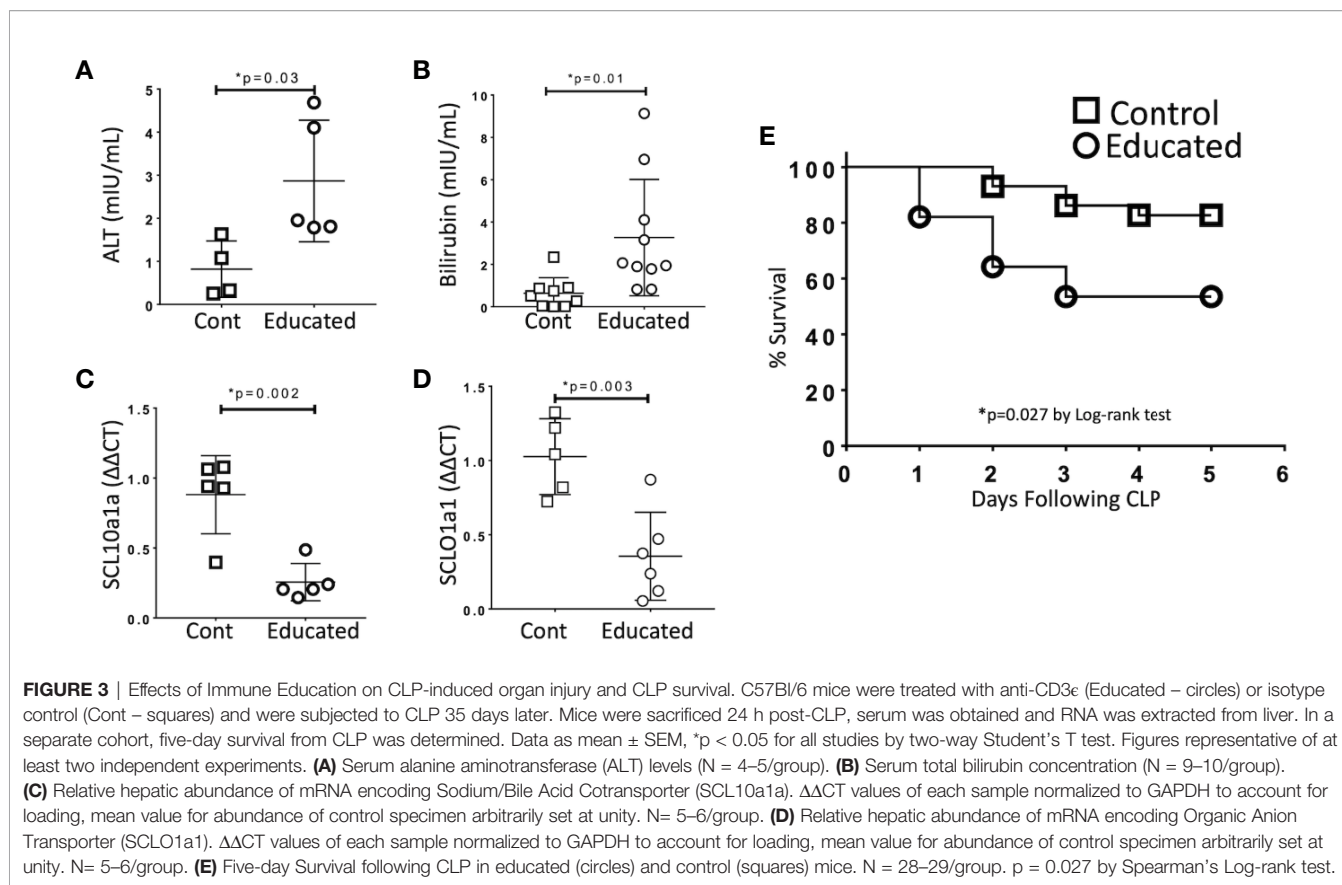 A
*p=0.03
ALT (mIU/mL)
5
4
3
2
1
0
Cont Educated
B
*p=0.01
Bilirubin (mIU/mL)
10
8
6
4
2
0
Cont Educated
C
*p=0.002
SCL10a1a (ΔΔCT)
1.5
1.0
0.5
0.0
Cont Educated
D
*p=0.003
SCLO1a1 (ΔΔCT)
1.5
1.0
0.5
0.0
Cont Educated
E
Control
Educated
% Survival
100
80
60
40
20
0
*p=0.027 by Log-rank test
0 1 2 3 4 5 6
Days Following CLP
FIGURE 3 | Effects of Immune Education on CLP-induced organ injury and CLP survival. C57Bl/6 mice were treated with anti-CD3ϵ (Educated – circles) or isotype
control (Cont – squares) and were subjected to CLP 35 days later. Mice were sacrificed 24 h post-CLP, serum was obtained and RNA was extracted from liver. In a
separate cohort, five-day survival from CLP was determined. Data as mean ± SEM, *p < 0.05 for all studies by two-way Student's T test. Figures representative of at
least two independent experiments. (A) Serum alanine aminotransferase (ALT) levels (N = 4–5/group). (B) Serum total bilirubin concentration (N = 9–10/group).
(C) Relative hepatic abundance of mRNA encoding Sodium/Bile Acid Cotransporter (SCL10a1a). ΔΔCT values of each sample normalized to GAPDH to account for
loading, mean value for abundance of control specimen arbitrarily set at unity. N= 5–6/group. (D) Relative hepatic abundance of mRNA encoding Organic Anion
Transporter (SCLO1a1). ΔΔCT values of each sample normalized to GAPDH to account for loading, mean value for abundance of control specimen arbitrarily set at
unity. N= 5–6/group. (E) Five-day Survival following CLP in educated (circles) and control (squares) mice. N = 28–29/group. p = 0.027 by Spearman's Log-rank test.